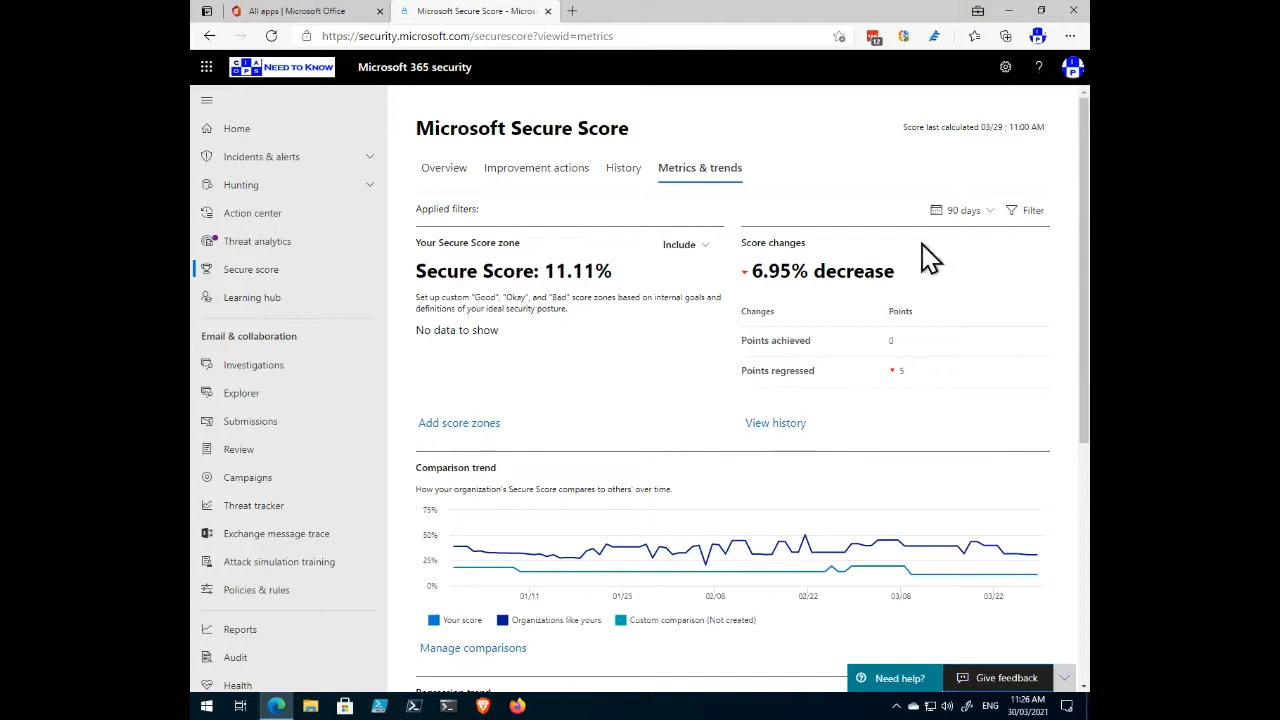 All apps | Microsoft Office
Microsoft Secure Score - Micros
https://security.microsoft.com/securescore?viewid=metrics
12
CIA
OPS
NEED TO KNOW
Microsoft 365 security
I P
Microsoft Secure Score
Score last calculated 03/29 ; 11:00 AM
Home
Incidents & alerts
Hunting
Action center
Threat analytics
Secure score
Learning hub
Email & collaboration
Investigations
Explorer
Submissions
Review
Campaigns
Threat tracker
Exchange message trace
Attack simulation training
Policies & rules
Reports
Audit
Health
Overview
Improvement actions
History
Metrics & trends
Applied filters:
90 days
Filter
Your Secure Score zone
Include
Secure Score: 11.11%
Set up custom "Good", "Okay", and "Bad" score zones based on internal goals and
definitions of your ideal security posture.
No data to show
Add score zones
Score changes
6.95% decrease
Changes
Points
Points achieved
0
Points regressed
5
View history
Comparison trend
How your organization's Secure Score compares to others' over time.
75%
50%
25%
0%
01/11
01/25
02/08
02/22
03/08
03/22
Your score
Organizations like yours
Custom comparison (Not created)
Manage comparisons
Regression trend
Need help?
Give feedback
ENG
11:26 AM
30/03/2021